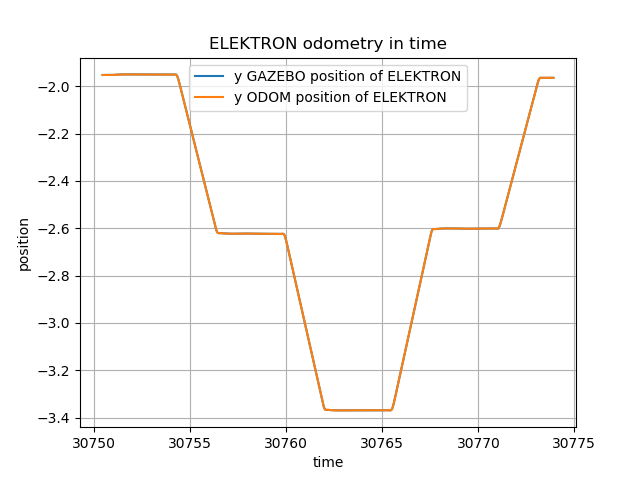 ELEKTRON odometry in time
y GAZEBO position of ELEKTRON
y ODOM position of ELEKTRON
position
−2.0
−2.2
−2.4
−2.6
−2.8
−3.0
−3.2
−3.4
30750 30755 30760 30765 30770 30775
time